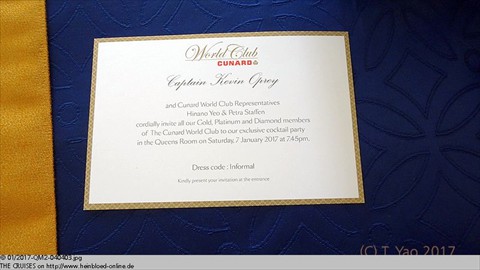 World Club
CUNARD
Captain Kevin Oprey
and Cunard World Club Representatives
Hinano Yeo & Petra Staffen
cordially invite all our Gold, Platinum and Diamond members
of The Cunard World Club to our exclusive cocktail party
in the Queens Room on Saturday, 7 January 2017 at 7.45pm.
Dress code : Informal
Kindly present your invitation at the entrance
(C) T. Yao 2017
© 01/2017-QM2-040403.jpg
THE CRUISES on http://www.heinbloed-online.de